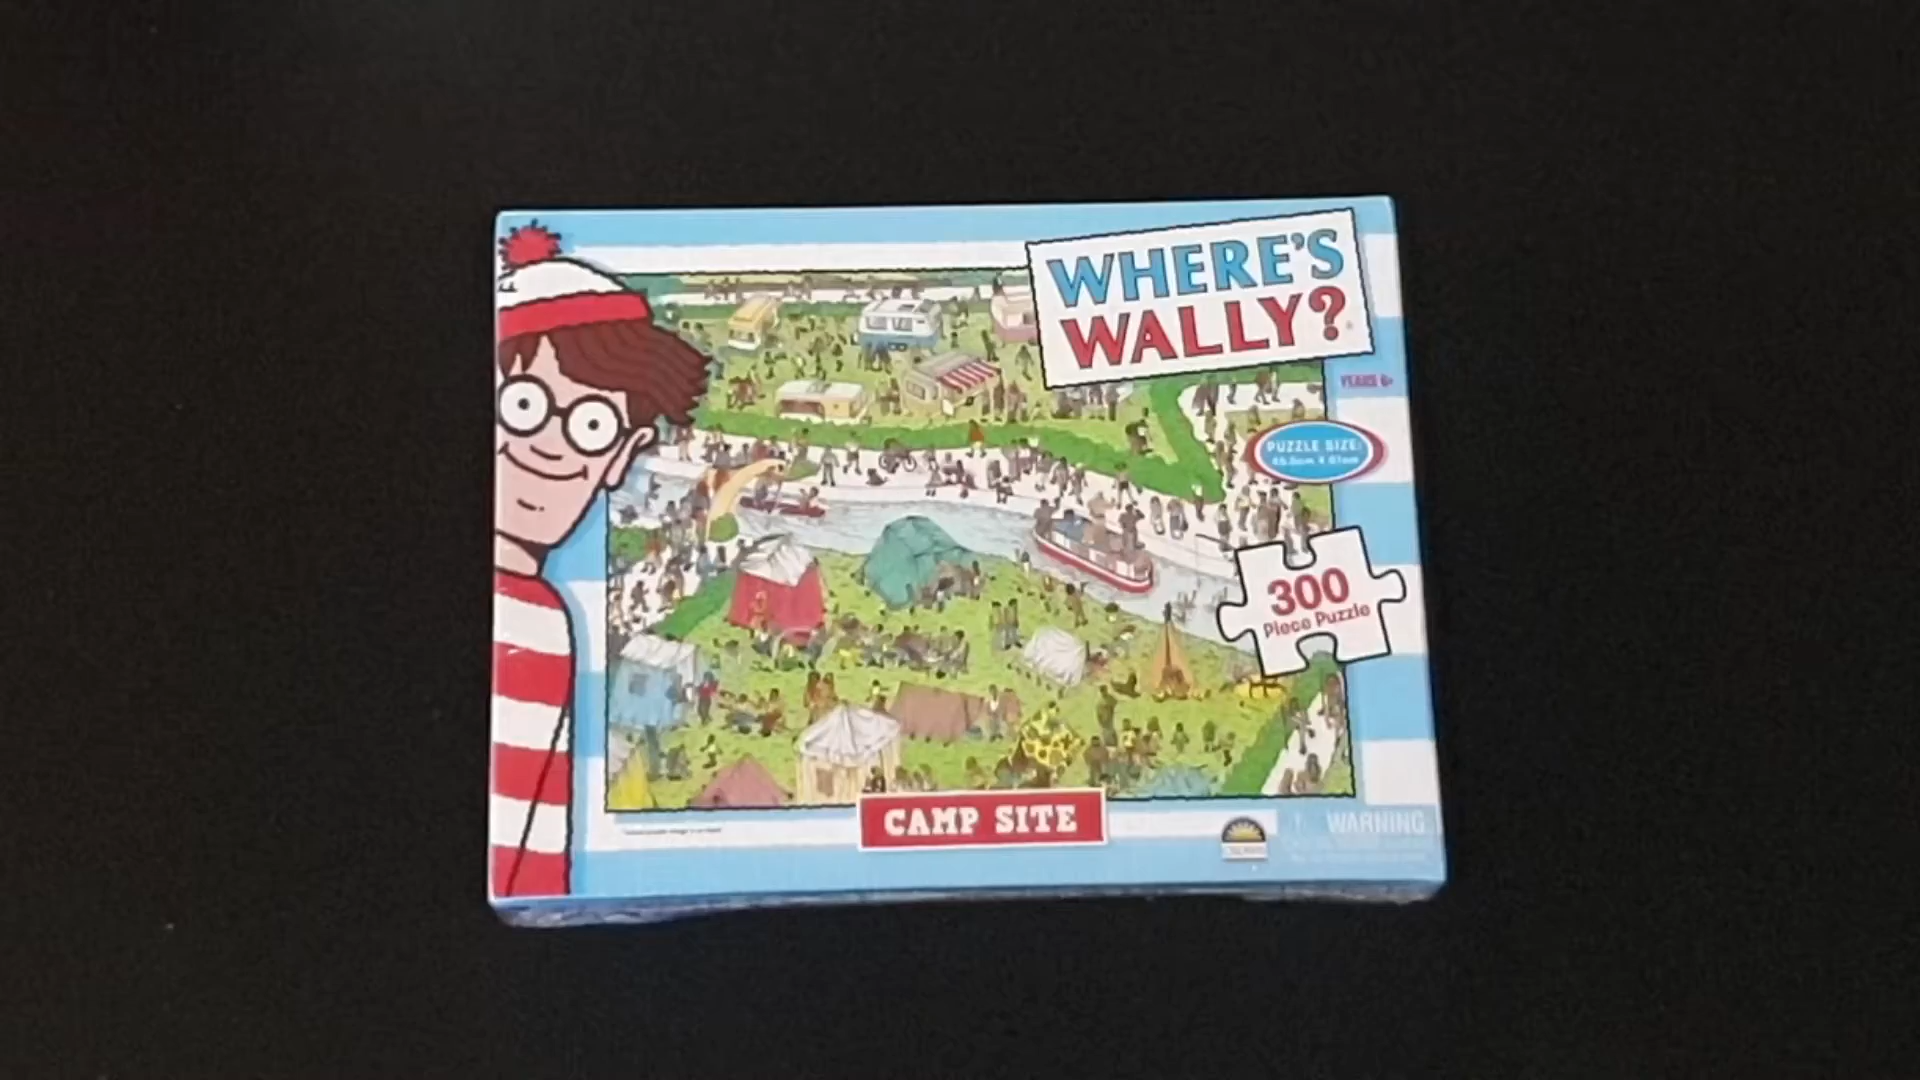 WHERE'S
WALLY?
YEARS 6+
PUZZLE SIZE:
300
Piece Puzzle
CAMP SITE
WARNING